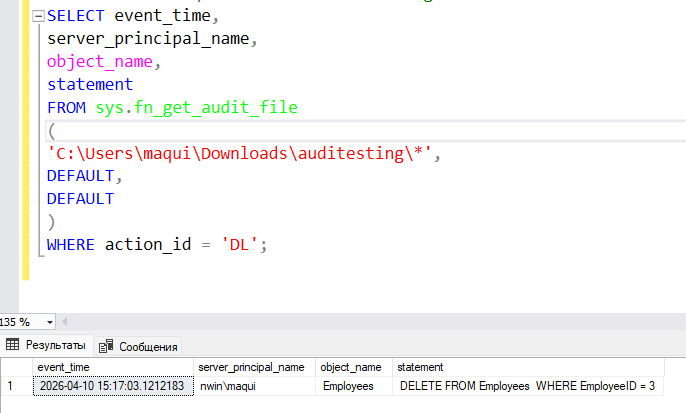 SELECT event_time,
server_principal_name,
object_name,
statement
FROM sys.fn_get_audit_file
(
'C:\Users\maqui\Downloads\auditesting\*',
DEFAULT,
DEFAULT
)
WHERE action_id = 'DL';
135 %
Результаты Сообщения
event_time server_principal_name object_name statement
1 2026-04-10 15:17:03.1212183 nwin\maqui Employees DELETE FROM Employees WHERE EmployeeID = 3